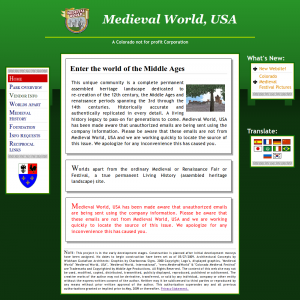 Medieval World, USA
A Colorado not for profit Corporation
Home
Park overview
Vendor info
Worlds apart
Medieval
History
Foundation
Info requests
Reciprocal
links
Enter the world of the Middle Ages
This unique community is a complete permanent
assembled heritage landscape dedicated to
re-creation of the 12th century, the Middle Ages and
renaissance periods spanning the 3rd through the
14th centuries. Historically accurate and
authentically replicated in every detail. A living
history legacy to pass-on for generations to come. Medieval World, USA
has been made aware that unauthorized emails are being sent using the
company information. Please be aware that these emails are not from
Medieval World, USA and we are working quickly to locate the source of
this issue. We apologize for any inconvenience this has caused you.
Worlds apart from the ordinary Medieval or Renaissance Fair or
Festival, a true permanent Living History (assembled heritage
landscape) site.
Medieval World, USA has been made aware that unauthorized emails
are being sent using the company information. Please be aware that
these emails are not from Medieval World, USA and we are working
quickly to locate the source of this issue. We apologies for any
inconvenience this has caused you.
What's New:
New Website!
Colorado
Medieval
Festival Pictures
Translate: